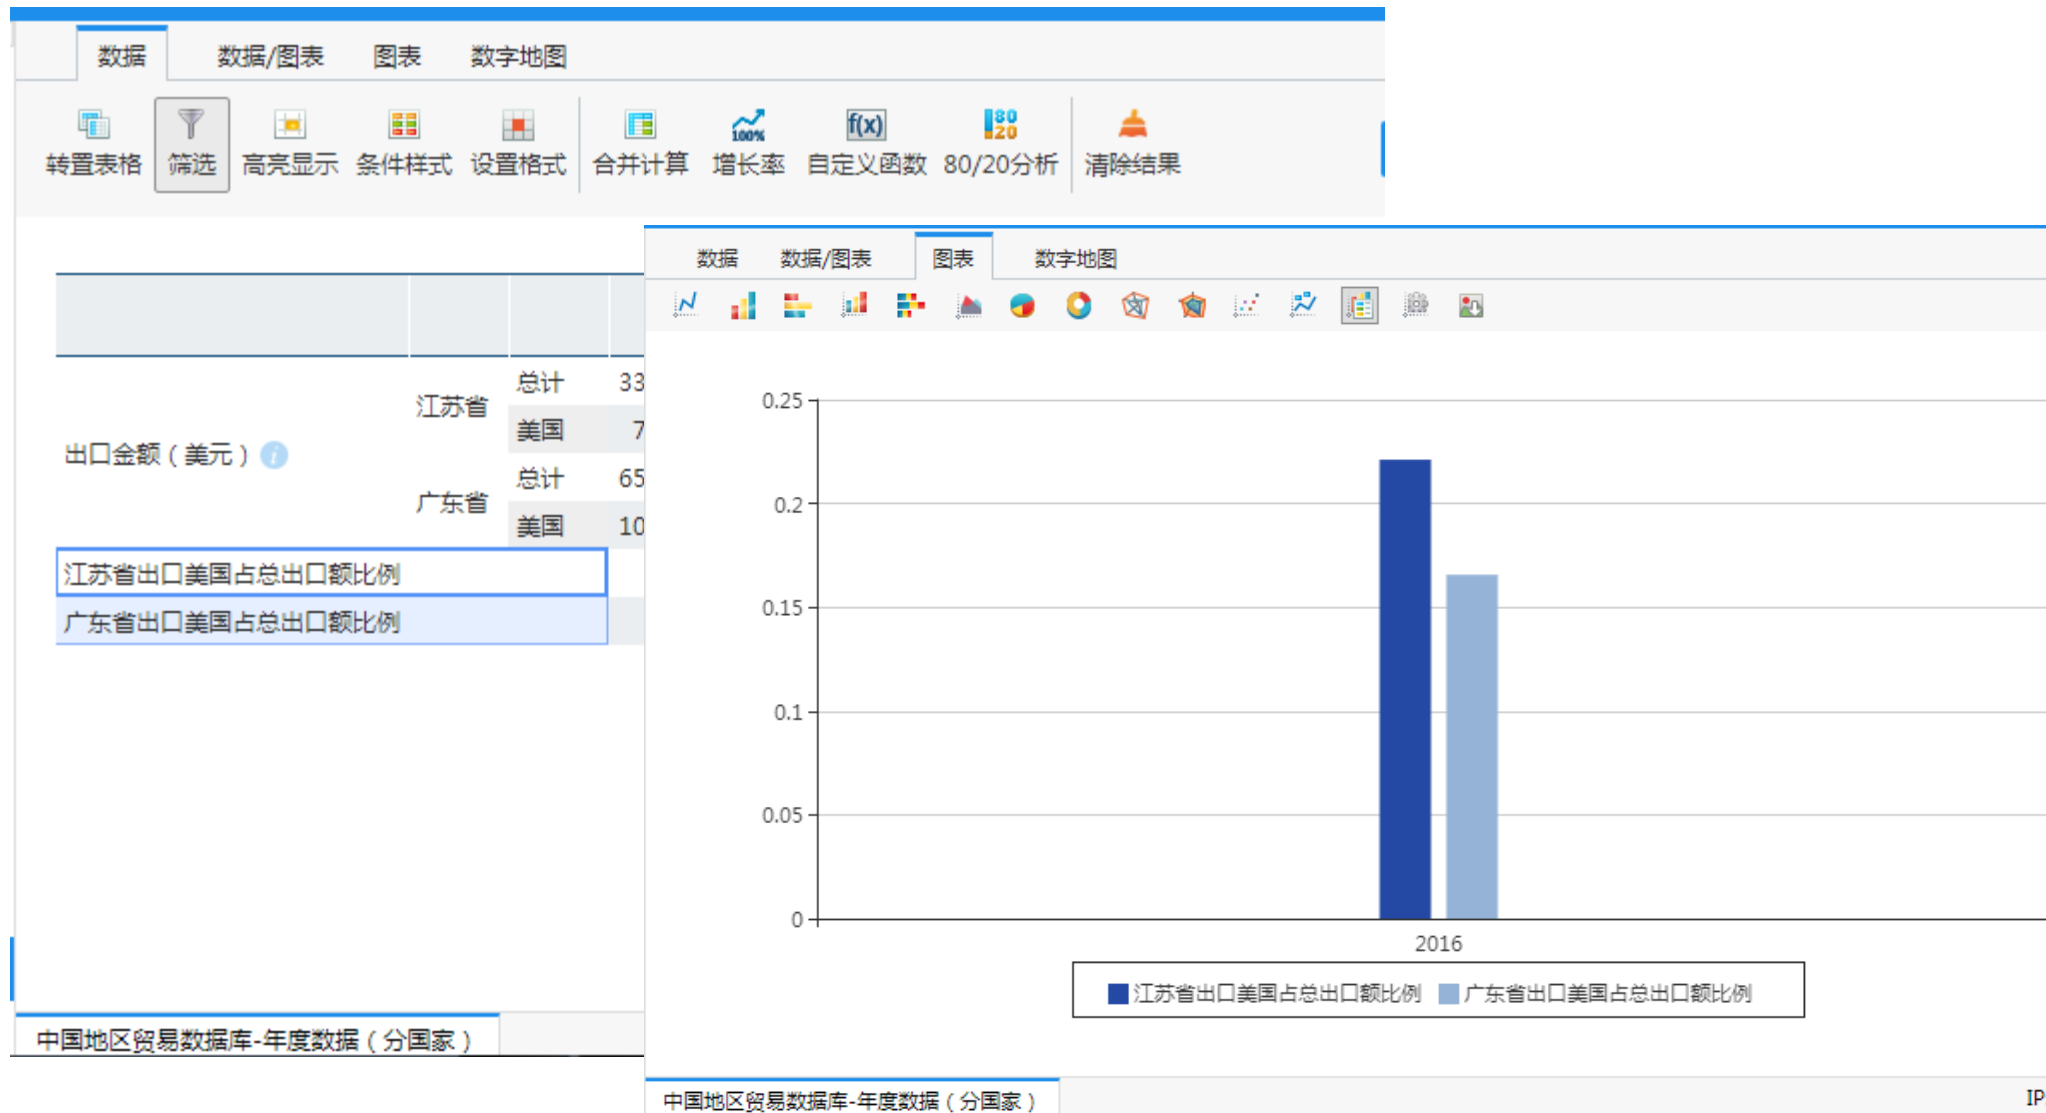 数据 数据/图表 图表 数字地图
100% f(x) 80 20
转置表格 筛选 高亮显示 条件样式 设置格式 合并计算 增长率 自定义函数 80/20分析 清除结果
总计 33
江苏省
美国 7
出口金额(美元) i
总计 65
广东省
美国 10
江苏省出口美国占总出口额比例
广东省出口美国占总出口额比例
中国地区贸易数据库-年度数据(分国家)
数据 数据/图表 图表 数字地图
0.25
0.2
0.15
0.1
0.05
0
2016
江苏省出口美国占总出口额比例 广东省出口美国占总出口额比例
中国地区贸易数据库-年度数据(分国家)
IP